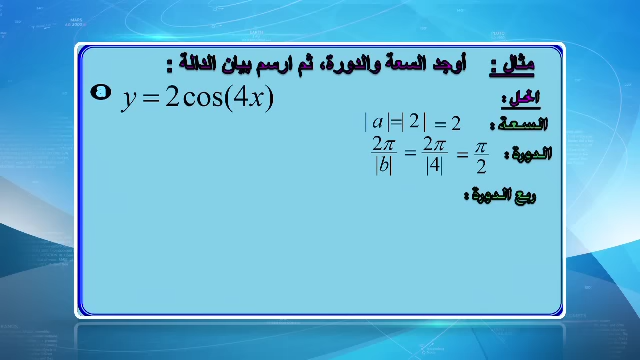 مثال : أوجد السعة والدورة، ثم ارسم بيان الدالة :
y = 2cos(4x)
الحل :
السعة : |a|=|2| = 2
الدورة : 2π/|b| = 2π/|4| = π/2
ربع الدورة :